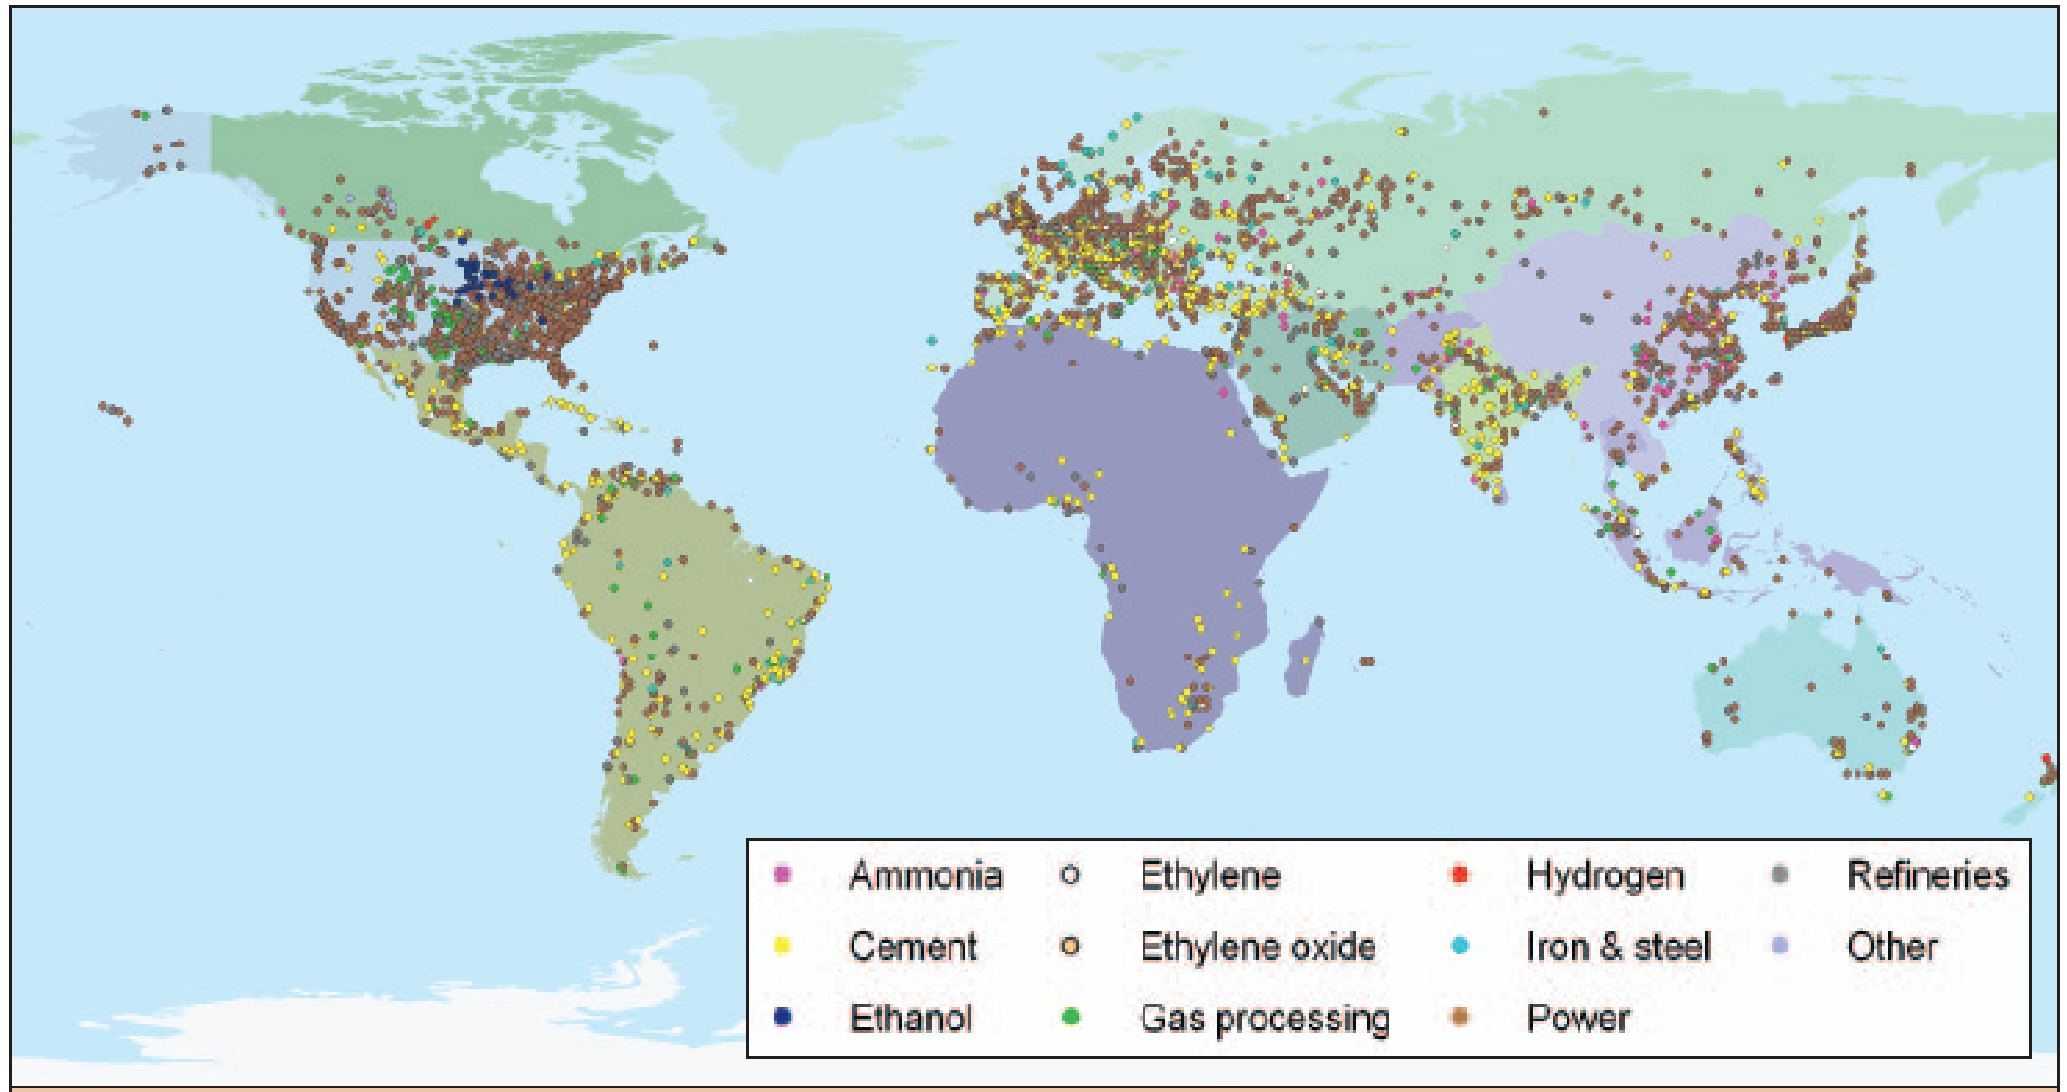 Ammonia Ethylene Hydrogen Refineries
Cement Ethylene oxide Iron & steel Other
Ethanol Gas processing Power